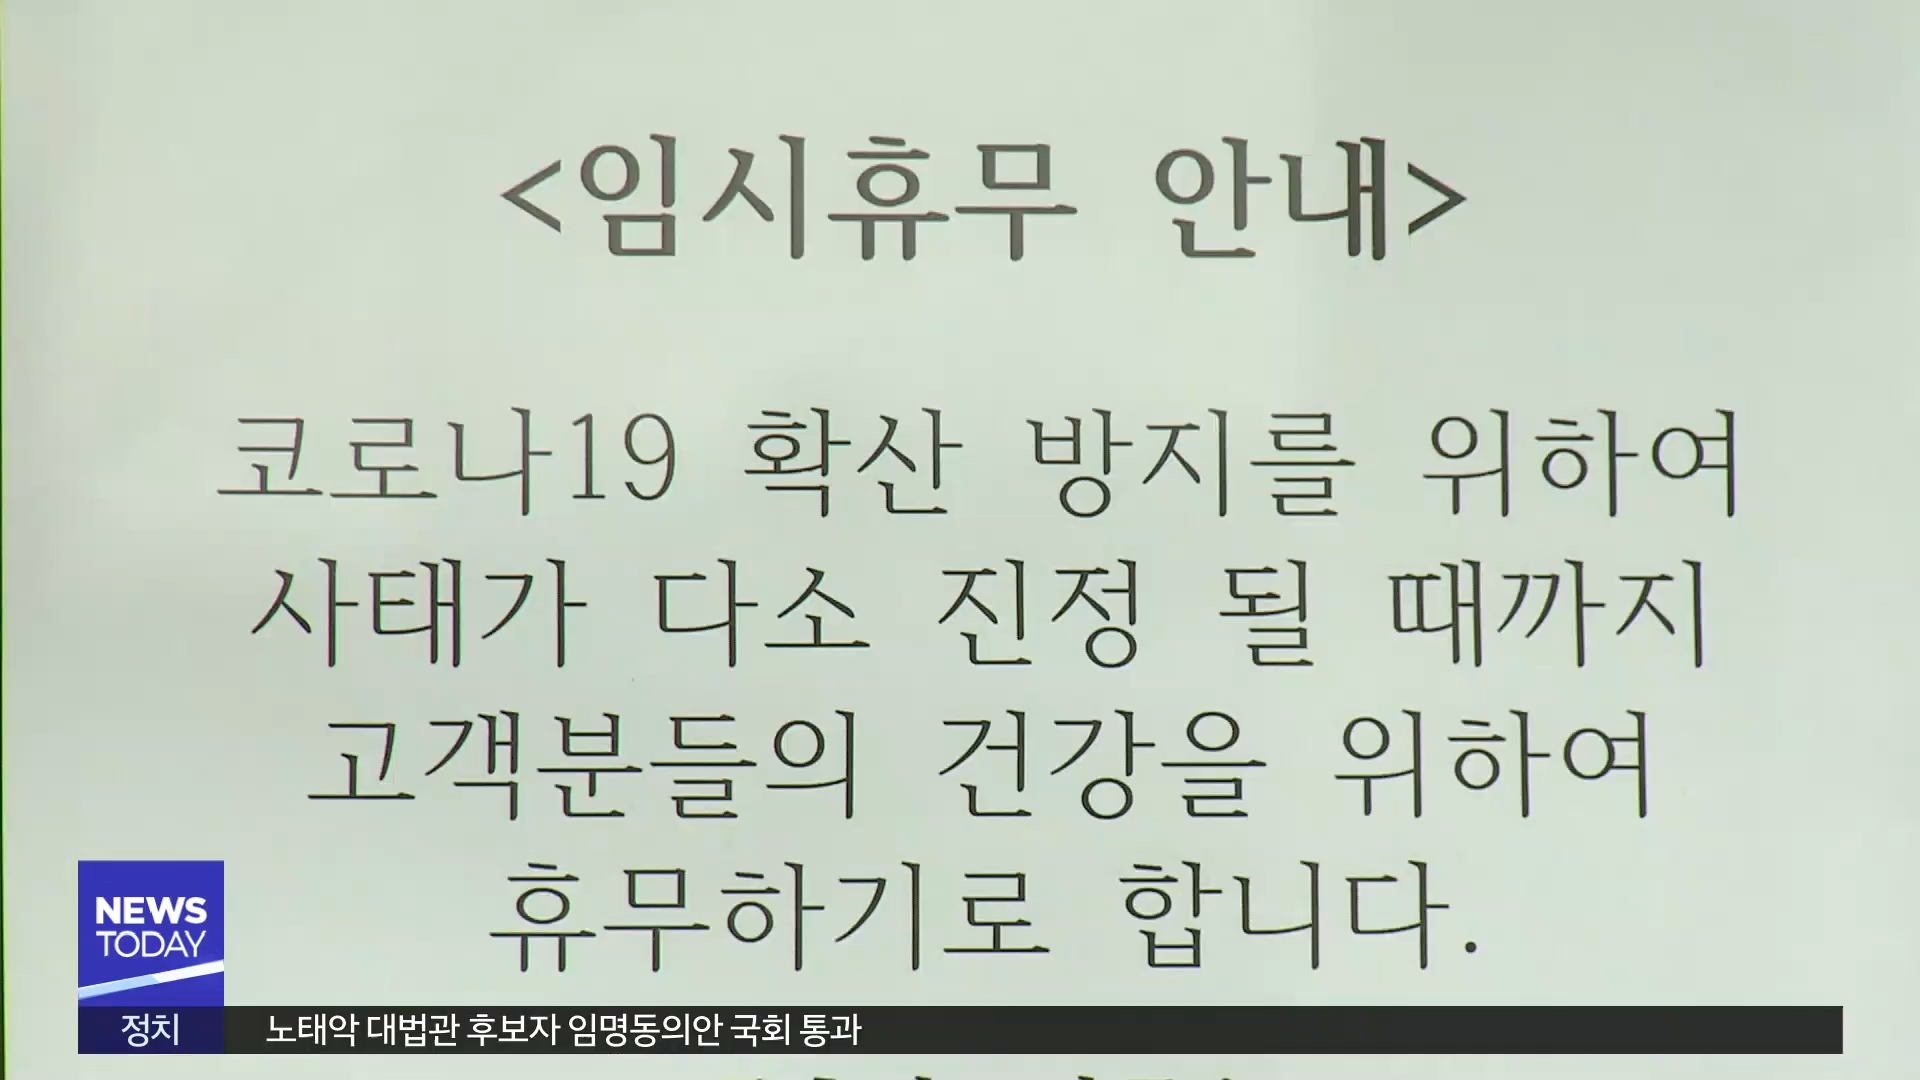 <임시휴무 안내>
코로나19 확산 방지를 위하여
사태가 다소 진정 될 때까지
고객분들의 건강을 위하여
휴무하기로 합니다.
NEWS
TODAY
정치
노태악 대법관 후보자 임명동의안 국회 통과